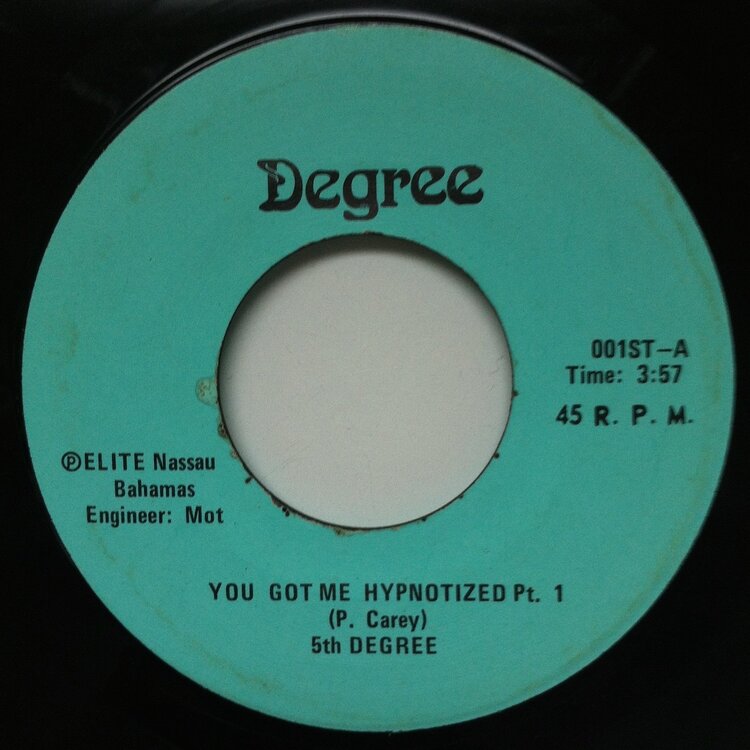 Degree
001ST–A
Time: 3:57
45 R. P. M.
ⓅELITE Nassau
Bahamas
Engineer: Mot
YOU GOT ME HYPNOTIZED Pt. 1
(P. Carey)
5th DEGREE